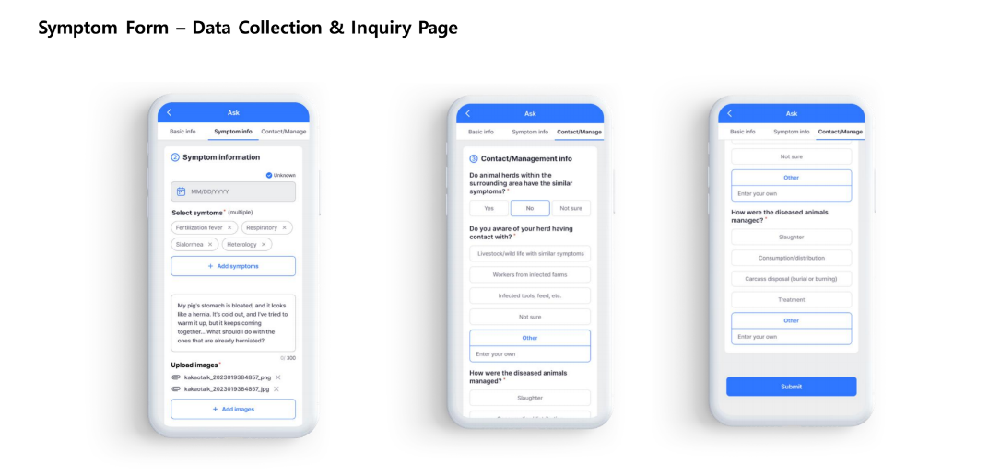 Symptom Form – Data Collection & Inquiry Page
Ask
Basic info Symptom info Contact/Manage
2 Symptom information
Unknown
MM/DD/YYYY
Select symtoms* (multiple)
Fertilization fever × Respiratory ×
Sialorrhea × Heterology ×
+ Add symptoms
My pig's stomach is bloated, and it looks
like a hernia. It's cold out, and I've tried to
warm it up, but it keeps coming
together... What should I do with the
ones that are already herniated?
0/ 300
Upload images*
kakaotalk_2023019384857_png ×
kakaotalk_2023019384857_jpg ×
+ Add images
Ask
Basic info Symptom info Contact/Manage
3 Contact/Management info
Do animal herds within the
surrounding area have the similar
symptoms? *
Yes No Not sure
Do you aware of your herd having
contact with? *
Livestock/wild life with similar symptoms
Workers from infected farms
Infected tools, feed, etc.
Not sure
Other
Enter your own
How were the diseased animals
managed? *
Slaughter
Ask
Basic info Symptom info Contact/Manage
Not sure
Other
Enter your own
How were the diseased animals
managed? *
Slaughter
Consumption/distribution
Carcass disposal (burial or burning)
Treatment
Other
Enter your own
Submit